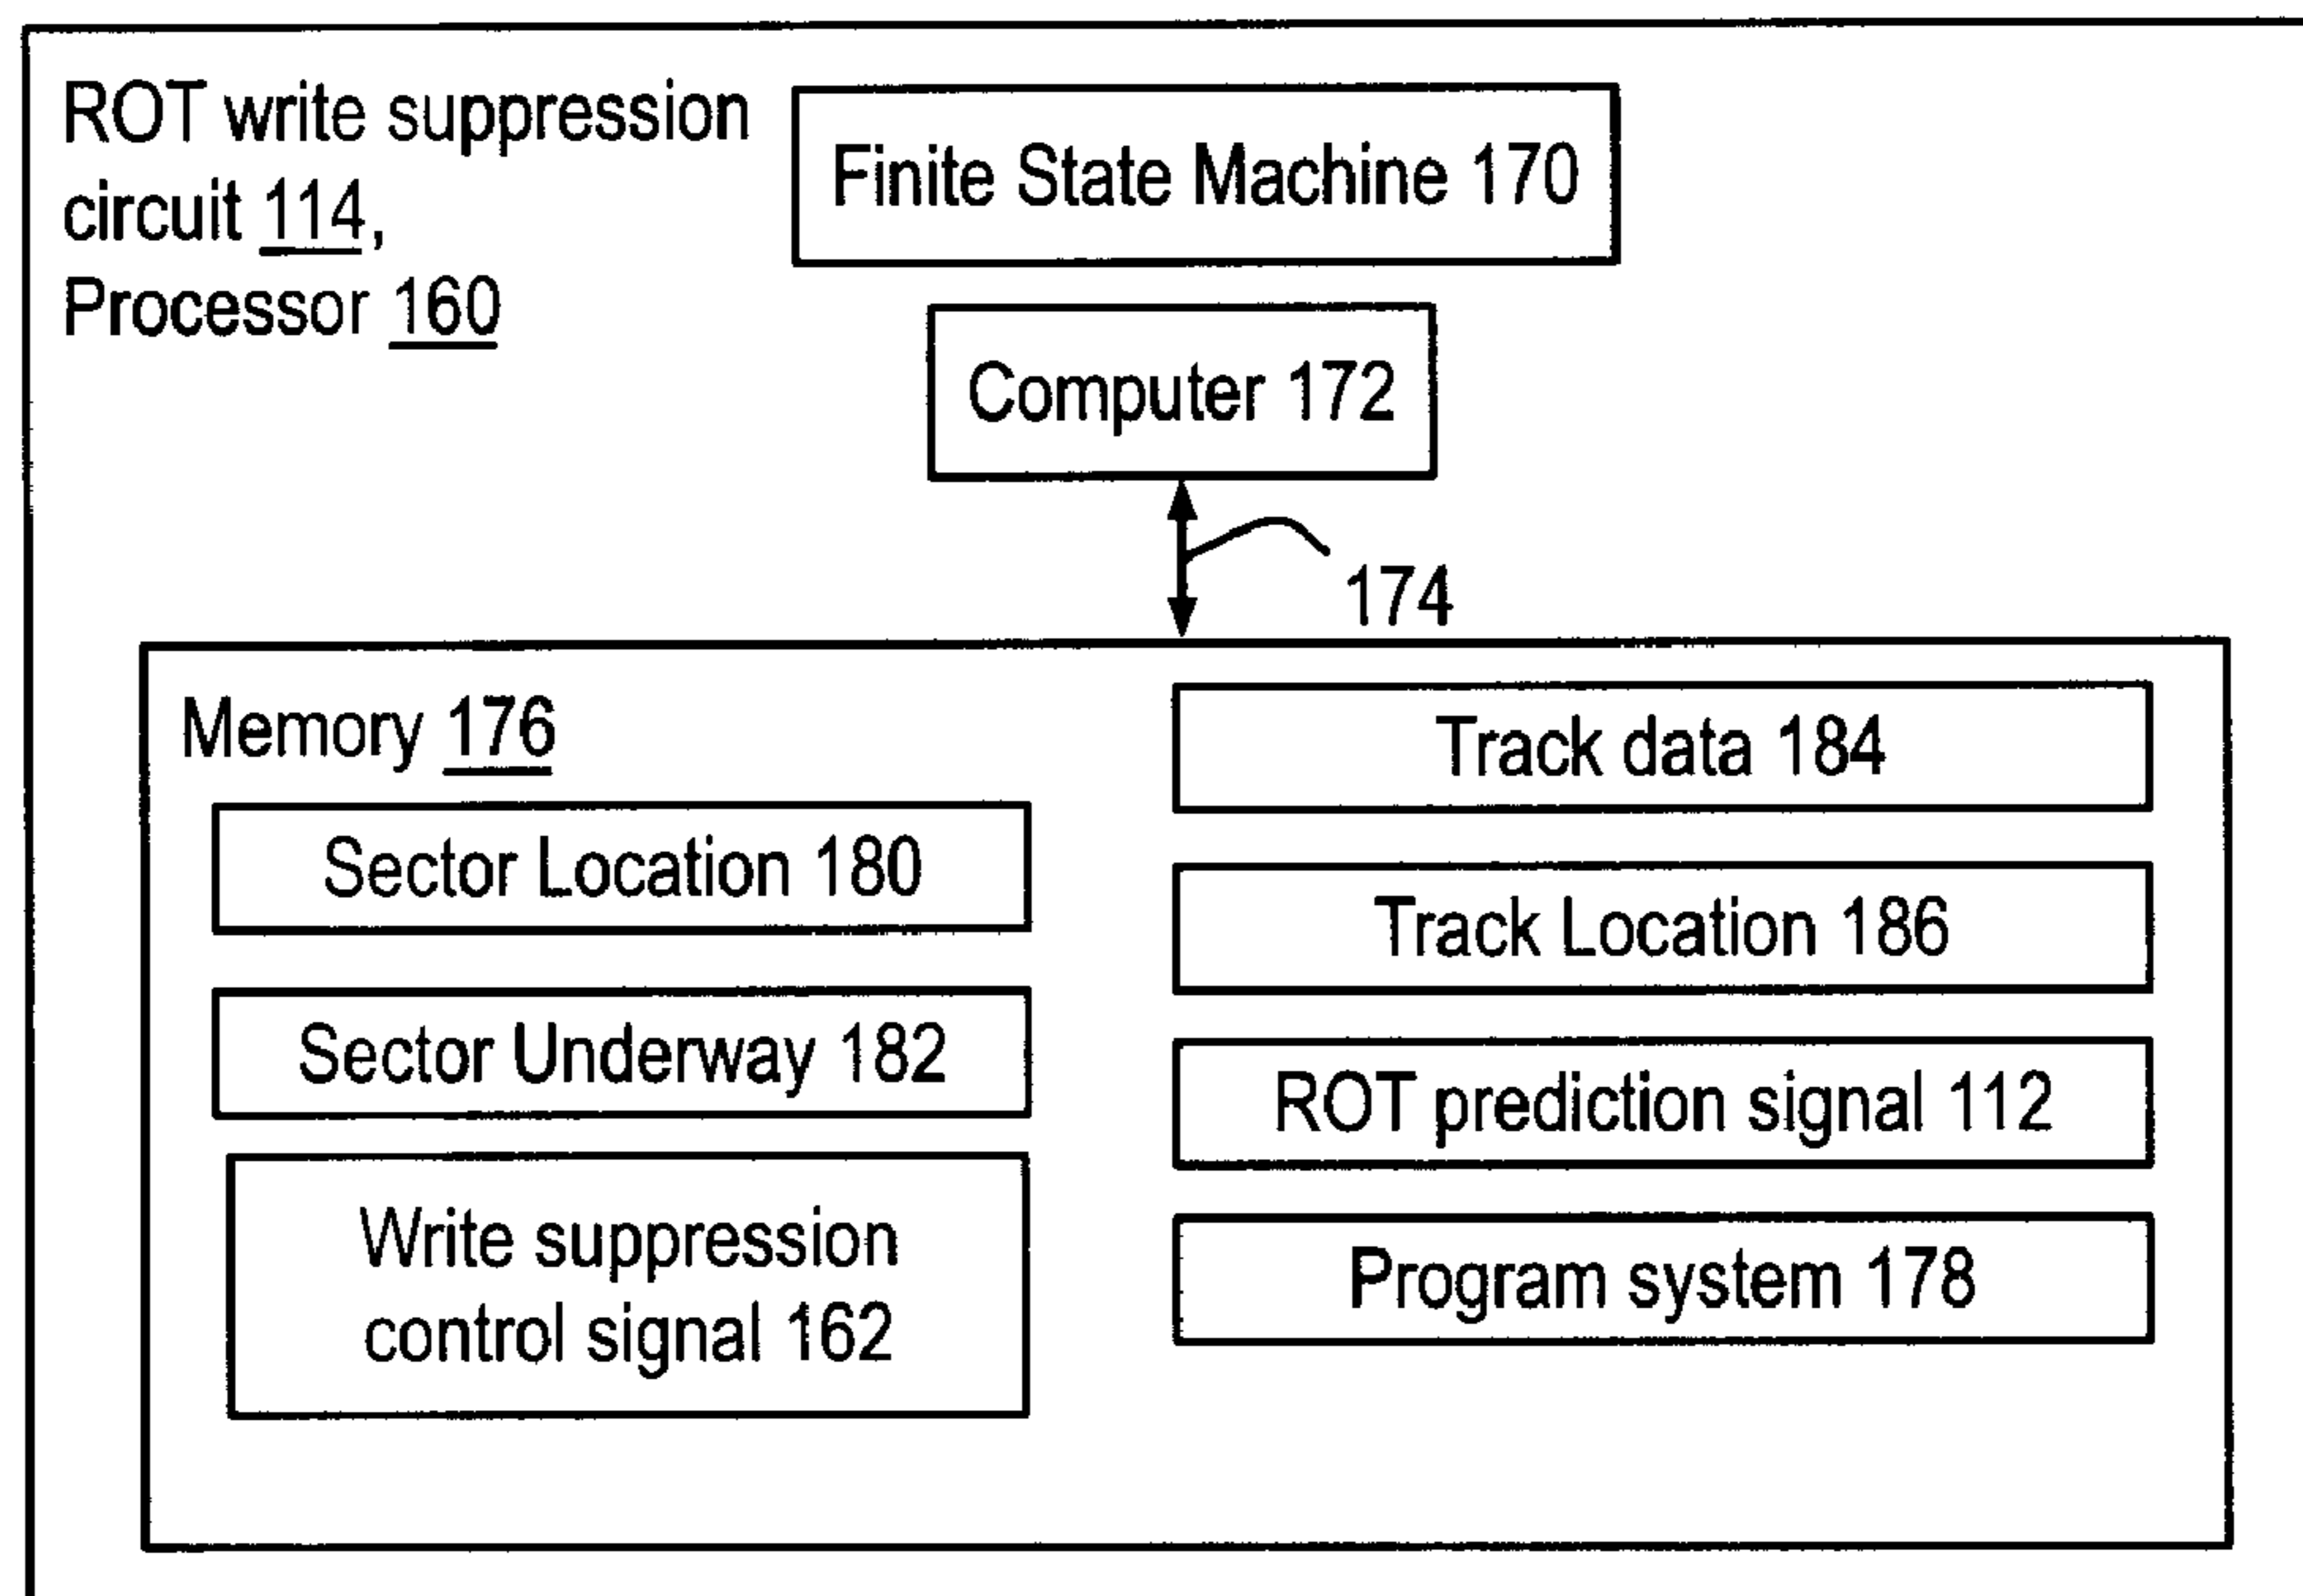 ROT write suppression
circuit 114,
Processor 160
Finite State Machine 170
Computer 172
174
Memory 176
Sector Location 180
Sector Underway 182
Write suppression
control signal 162
Track data 184
Track Location 186
ROT prediction signal 112
Program system 178